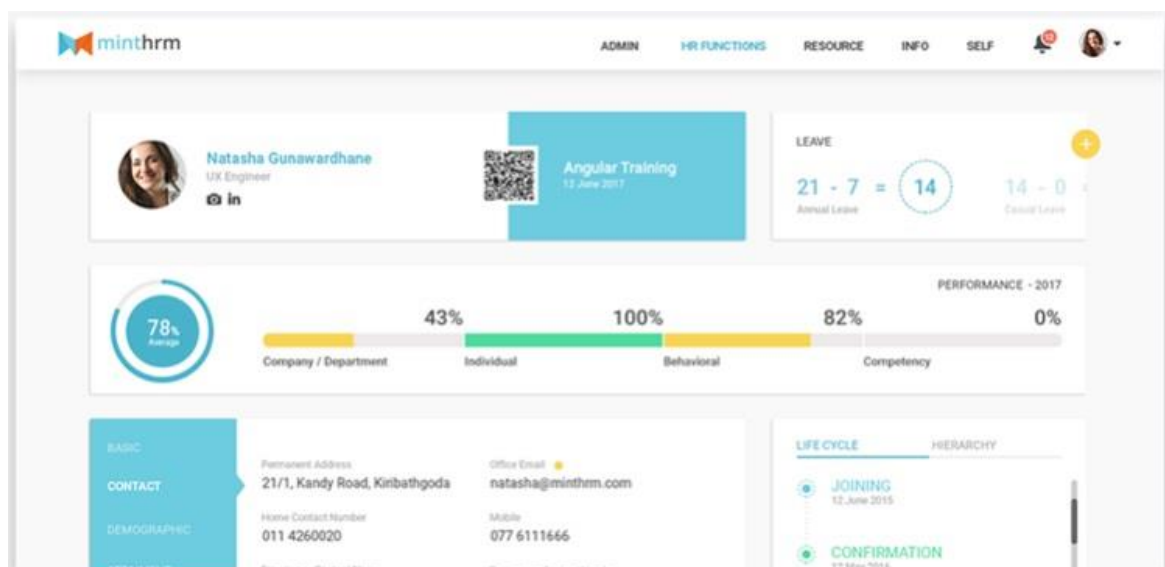 minthrm
ADMIN HR FUNCTIONS RESOURCE INFO SELF
Natasha Gunawardhane
UX Engineer
in
Angular Training
12 June 2017
LEAVE
+
21 - 7 = 14
Annual Leave
14 - 0 =
Casual Leave
PERFORMANCE - 2017
78%
Average
43% 100% 82% 0%
Company / Department Individual Behavioral Competency
BASIC
CONTACT
DEMOGRAPHIC
Permanent Address
21/1, Kandy Road, Kiribathgoda
Office Email
natasha@minthrm.com
Home Contact Number
011 4260020
Mobile
077 6111666
LIFE CYCLE HIERARCHY
JOINING
12 June 2015
CONFIRMATION